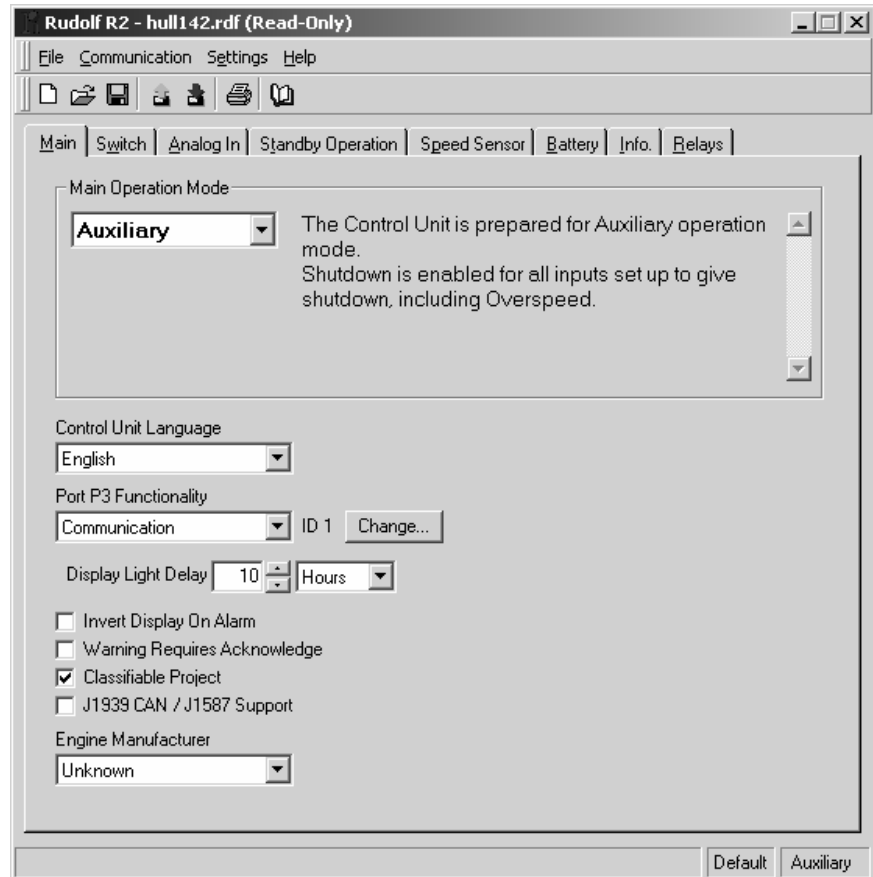 Rudolf R2 - hull142.rdf (Read-Only)
File Communication Settings Help
Main Switch Analog In Standby Operation Speed Sensor Battery Info. Relays
Main Operation Mode
Auxiliary
The Control Unit is prepared for Auxiliary operation
mode.
Shutdown is enabled for all inputs set up to give
shutdown, including Overspeed.
Control Unit Language
English
Port P3 Functionality
Communication ID 1 Change...
Display Light Delay 10 Hours
Invert Display On Alarm
Warning Requires Acknowledge
Classifiable Project
J1939 CAN / J1587 Support
Engine Manufacturer
Unknown
Default Auxiliary